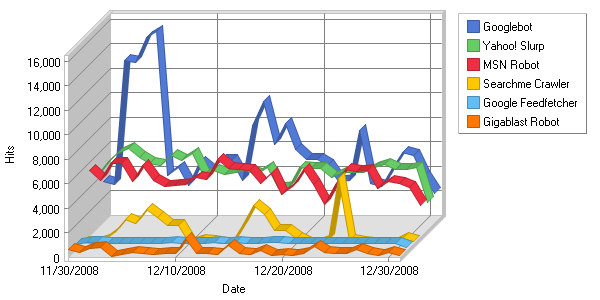 Googlebot
Yahoo! Slurp
MSN Robot
Searchme Crawler
Google Feedfetcher
Gigablast Robot
Hits
16,000
14,000
12,000
10,000
8,000
6,000
4,000
2,000
0
11/30/2008 12/10/2008 12/20/2008 12/30/2008
Date